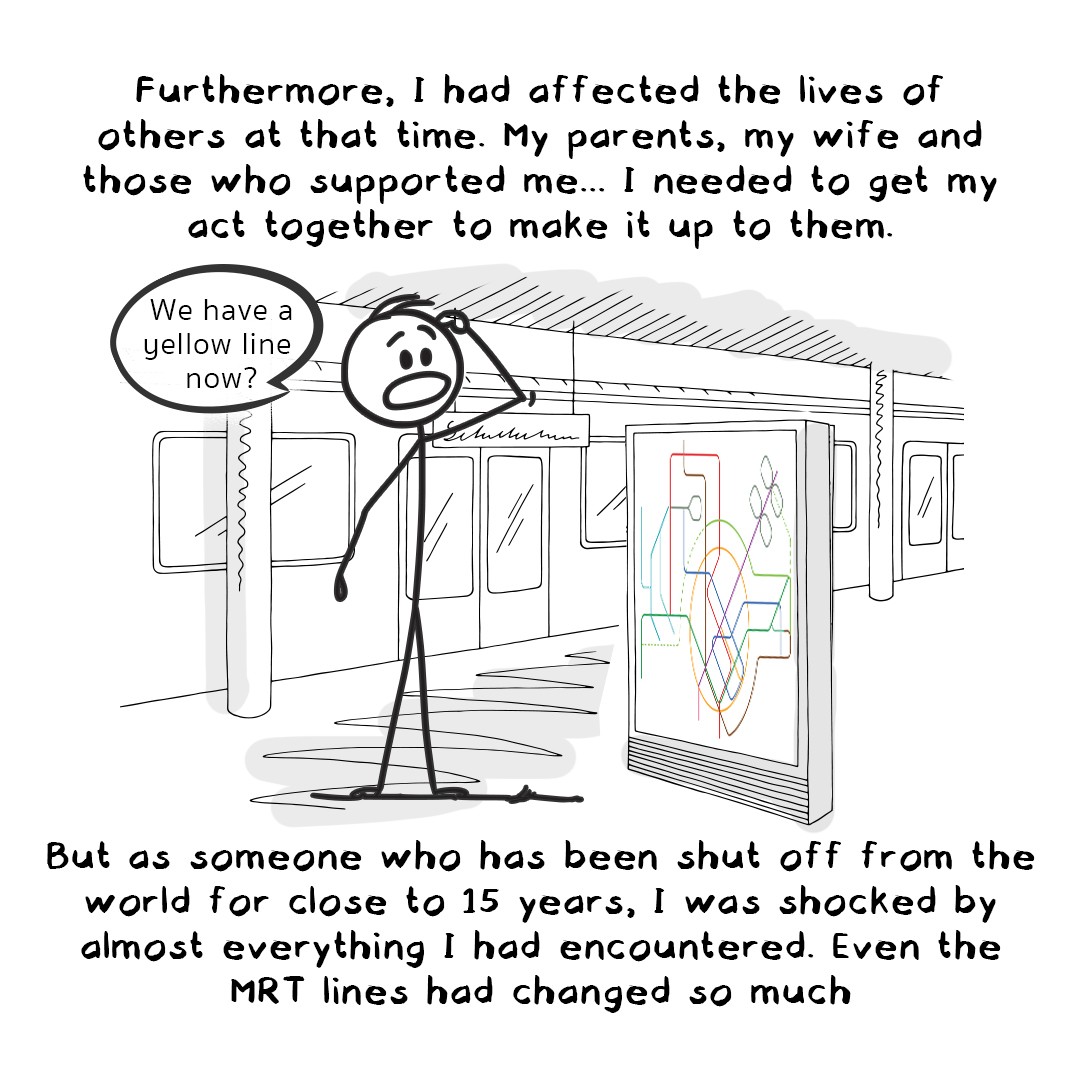 Furthermore, I had affected the lives of
others at that time. My parents, my wife and
those who supported me... I needed to get my
act together to make it up to them.
We have a
yellow line
now?
But as someone who has been shut off from the
world for close to 15 years, I was shocked by
almost everything I had encountered. Even the
MRT lines had changed so much